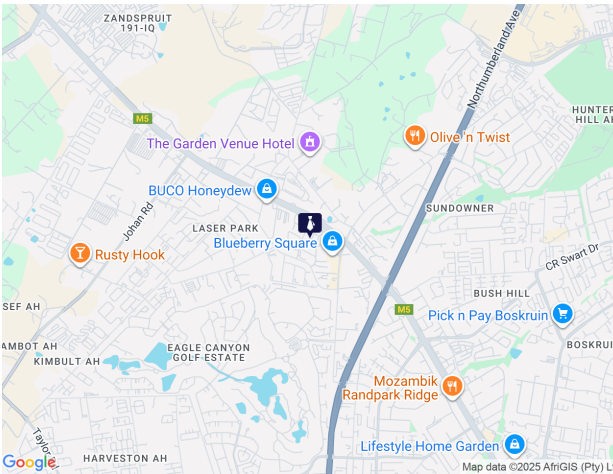 ZANDSPRUIT
191-IQ
Northumberland Ave
M5
HUNTER
HILL AH
The Garden Venue Hotel
Olive 'n Twist
BUCO Honeydew
Johan Rd
SUNDOWNER
LASER PARK
Blueberry Square
Rusty Hook
CR Swart Dr
SEF AH
M5
BUSH HILL
Pick n Pay Boskruin
AMBOT AH
KIMBULT AH
EAGLE CANYON
GOLF ESTATE
BOSKRUI
Mozambik
Randpark Ridge
Taylor
HARVESTON AH
Lifestyle Home Garden
Google
Map data ©2025 AfriGIS (Pty) L